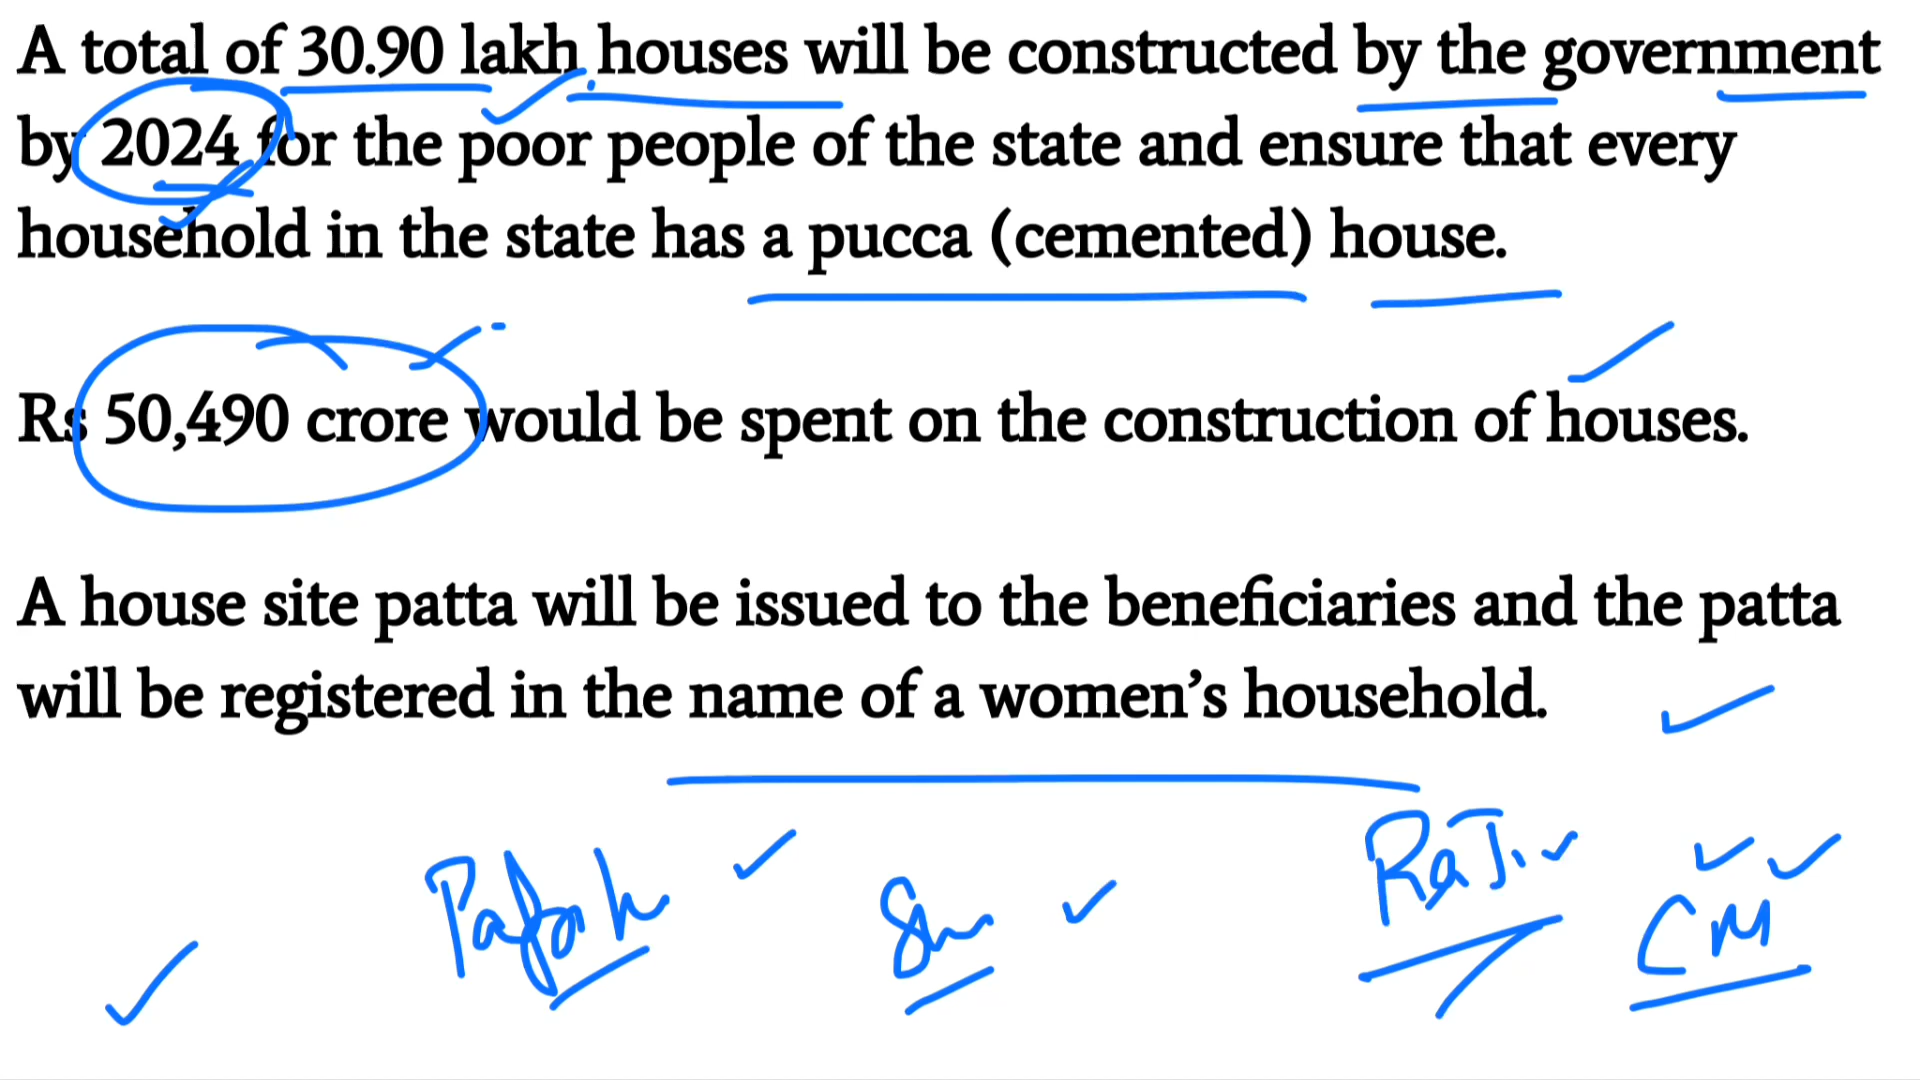 A total of 30.90 lakh houses will be constructed by the government
by 2024 for the poor people of the state and ensure that every
household in the state has a pucca (cemented) house.
Rs 50,490 crore would be spent on the construction of houses.
A house site patta will be issued to the beneficiaries and the patta
will be registered in the name of a women’s household.
CM